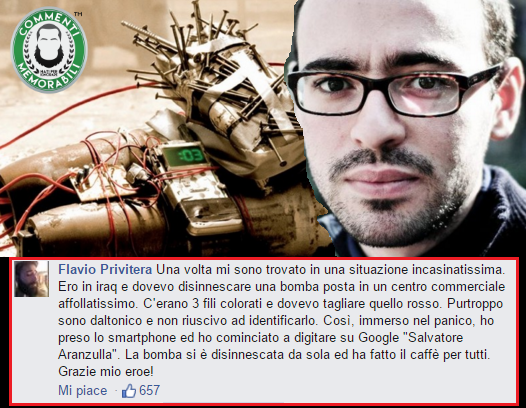 COMMENTI
MEMORABILI
TM
:03
Flavio Privitera Una volta mi sono trovato in una situazione incasinatissima.
Ero in iraq e dovevo disinnescare una bomba posta in un centro commerciale
affollatissimo. C'erano 3 fili colorati e dovevo tagliare quello rosso. Purtroppo
sono daltonico e non riuscivo ad identificarlo. Così, immerso nel panico, ho
preso lo smartphone ed ho cominciato a digitare su Google "Salvatore
Aranzulla". La bomba si è disinnescata da sola ed ha fatto il caffè per tutti.
Grazie mio eroe!
Mi piace · 657